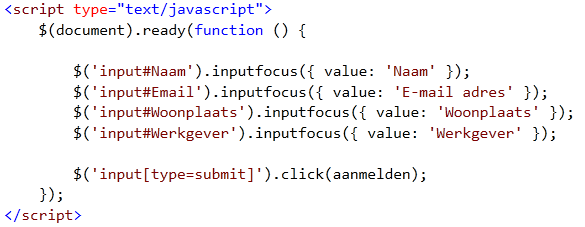 <script type="text/javascript">
    $(document).ready(function () {

        $('input#Naam').inputfocus({ value: 'Naam' });
        $('input#Email').inputfocus({ value: 'E-mail adres' });
        $('input#Woonplaats').inputfocus({ value: 'Woonplaats' });
        $('input#Werkgever').inputfocus({ value: 'Werkgever' });

        $('input[type=submit]').click(aanmelden);
    });
</script>